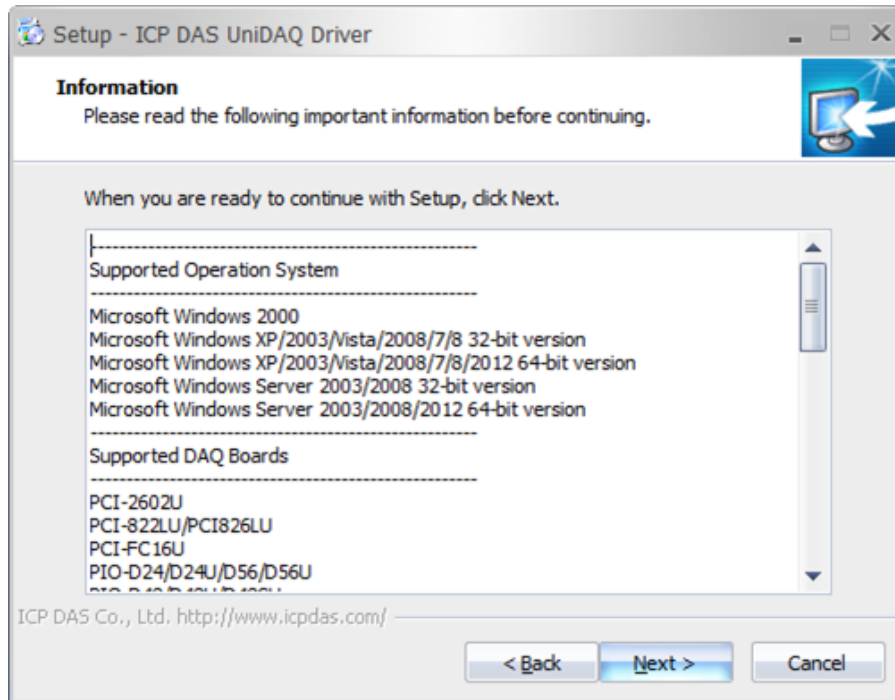 Setup - ICP DAS UniDAQ Driver
Information
Please read the following important information before continuing.
When you are ready to continue with Setup, click Next.
-------------------------------------------------------
Supported Operation System
-------------------------------------------------------
Microsoft Windows 2000
Microsoft Windows XP/2003/Vista/2008/7/8 32-bit version
Microsoft Windows XP/2003/Vista/2008/7/8/2012 64-bit version
Microsoft Windows Server 2003/2008 32-bit version
Microsoft Windows Server 2003/2008/2012 64-bit version
-------------------------------------------------------
Supported DAQ Boards
-------------------------------------------------------
PCI-2602U
PCI-822LU/PCI826LU
PCI-FC16U
PIO-D24/D24U/D56/D56U
ICP DAS Co., Ltd. http://www.icpdas.com/
< Back
Next >
Cancel